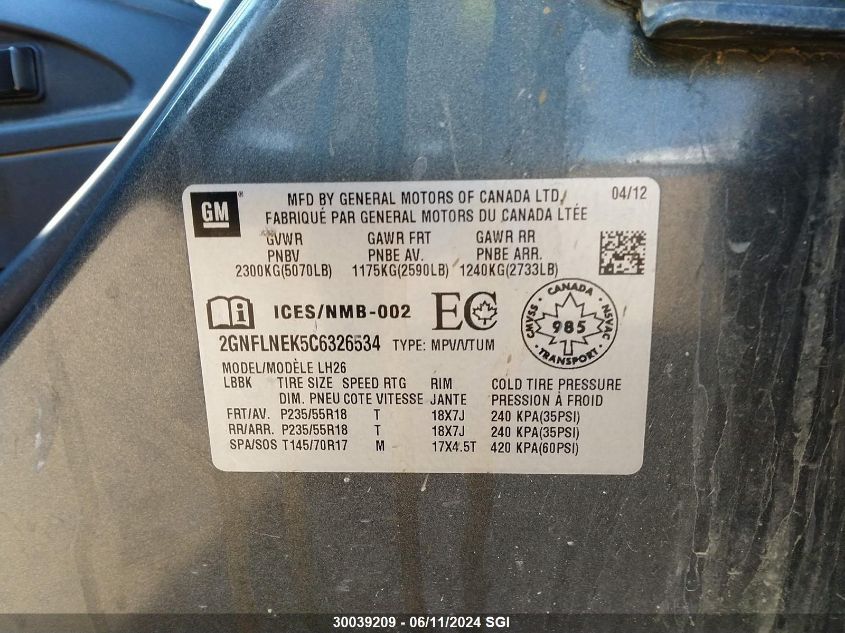 GM
MFD BY GENERAL MOTORS OF CANADA LTD. 04/12
FABRIQUÉ PAR GENERAL MOTORS DU CANADA LTÉE
GVWR GAWR FRT GAWR RR
PNBV PNBE AV. PNBE ARR.
2300KG(5070LB) 1175KG(2590LB) 1240KG(2733LB)
ICES/NMB-002 EC
CANADA
CMVSS 985 NSVAC
TRANSPORT
2GNFLNEK5C6326534 TYPE: MPV/VTUM
MODEL/MODÈLE LH26
LBBK TIRE SIZE SPEED RTG RIM COLD TIRE PRESSURE
DIM. PNEU COTE VITESSE JANTE PRESSION À FROID
FRT/AV. P235/55R18 T 18X7J 240 KPA(35PSI)
RR/ARR. P235/55R18 T 18X7J 240 KPA(35PSI)
SPA/SOS T145/70R17 M 17X4.5T 420 KPA(60PSI)
30039209 - 06/11/2024 SGI